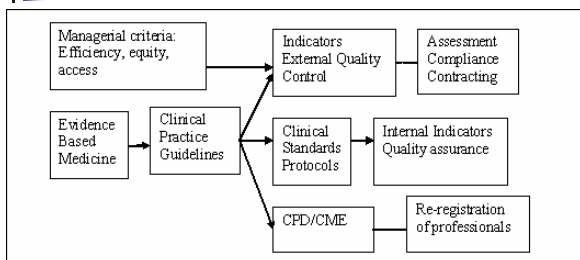 Managerial criteria:
Efficiency, equity,
access
Indicators
External Quality
Control
Assessment
Compliance
Contracting
Evidence
Based
Medicine
Clinical
Practice
Guidelines
Clinical
Standards
Protocols
Internal Indicators
Quality assurance
CPD/CME
Re-registration
of professionals